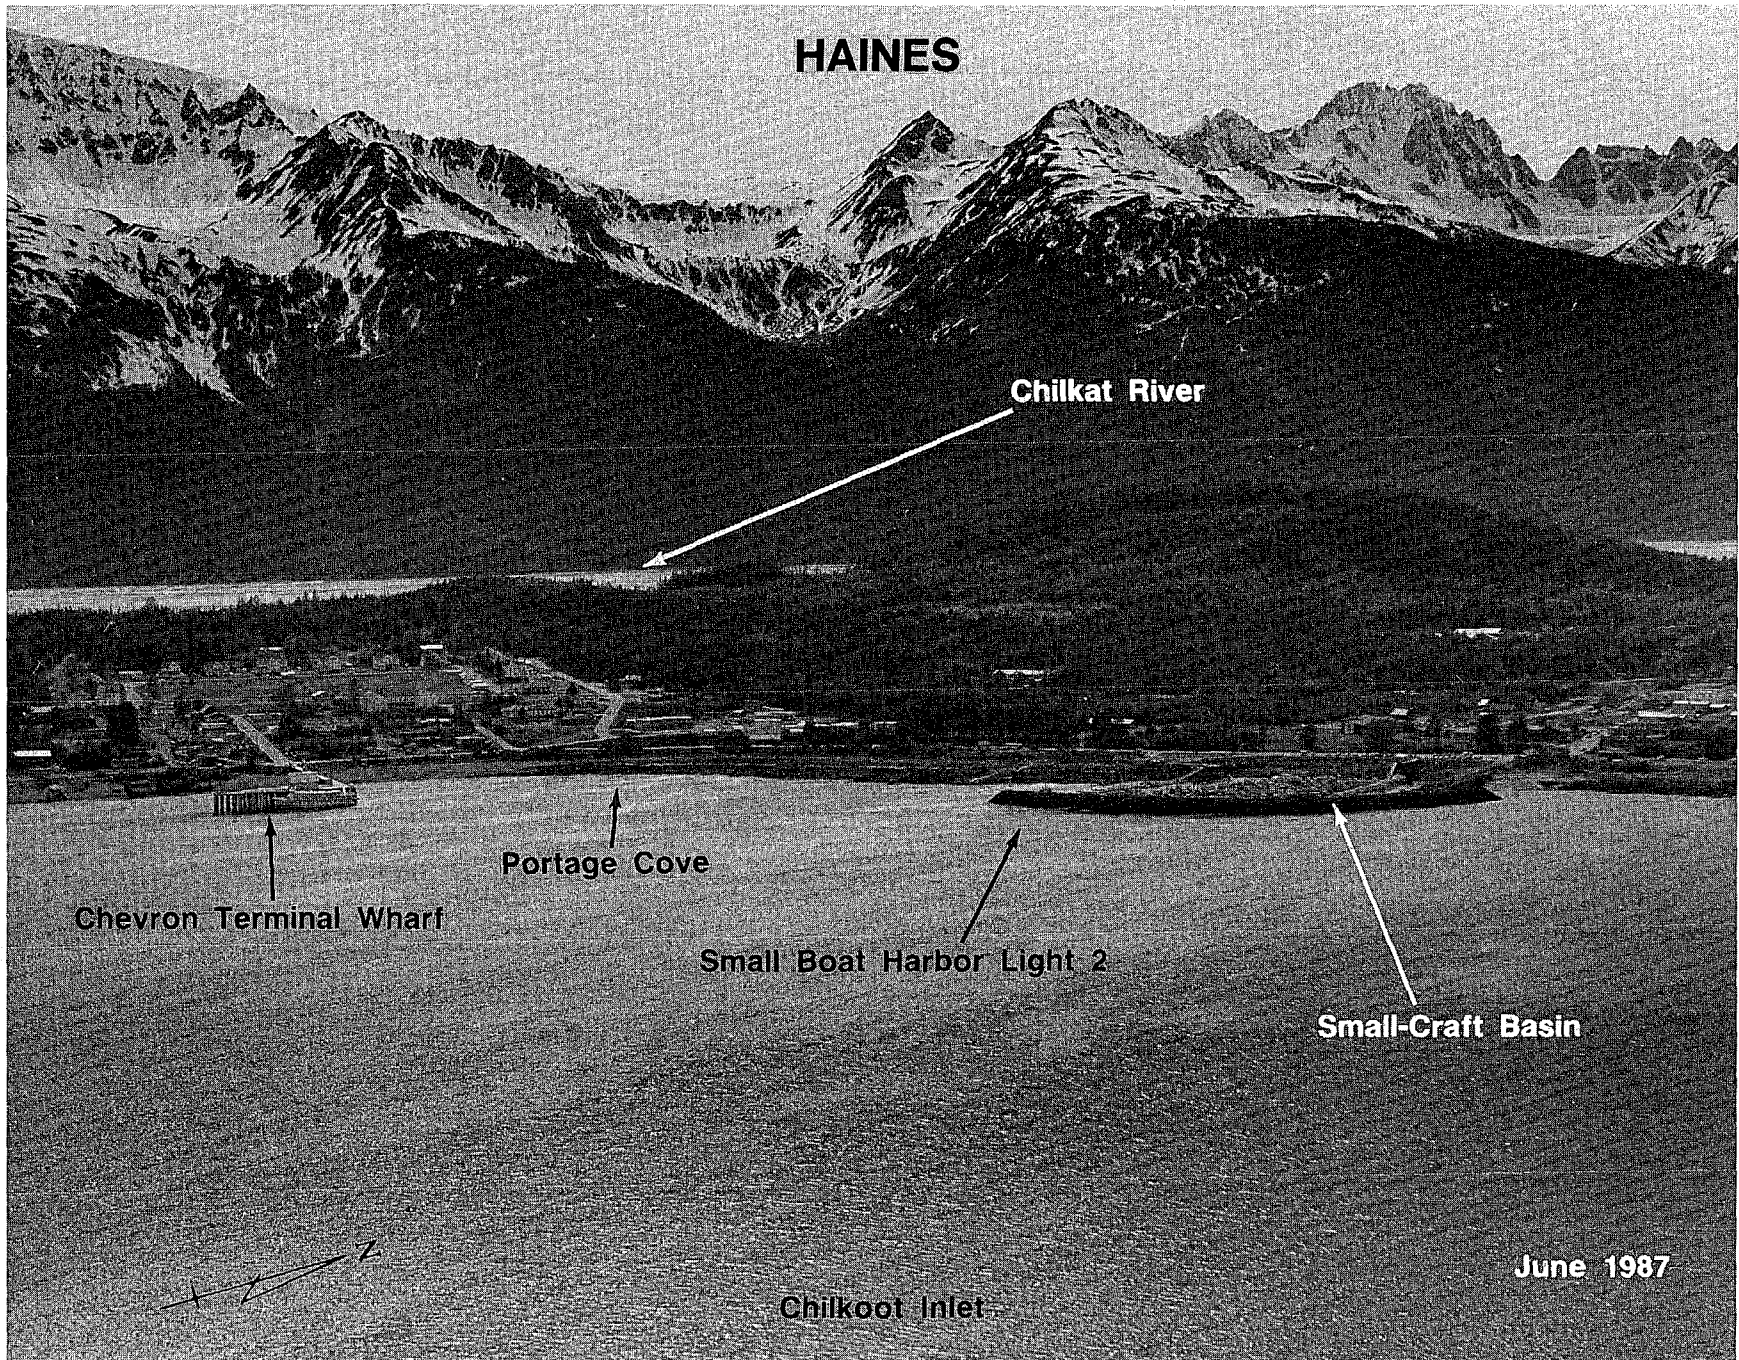 HAINES
Chilkat River
Portage Cove
Chevron Terminal Wharf
Small Boat Harbor Light 2
Small-Craft Basin
N
June 1987
Chilkoot Inlet